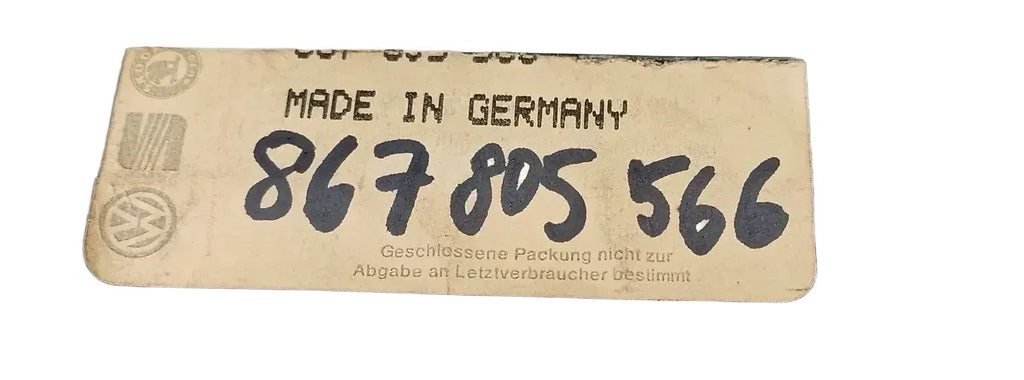 MADE IN GERMANY
867 805 566
Geschlossene Packung nicht zur
Abgabe an Letztverbraucher bestimmt